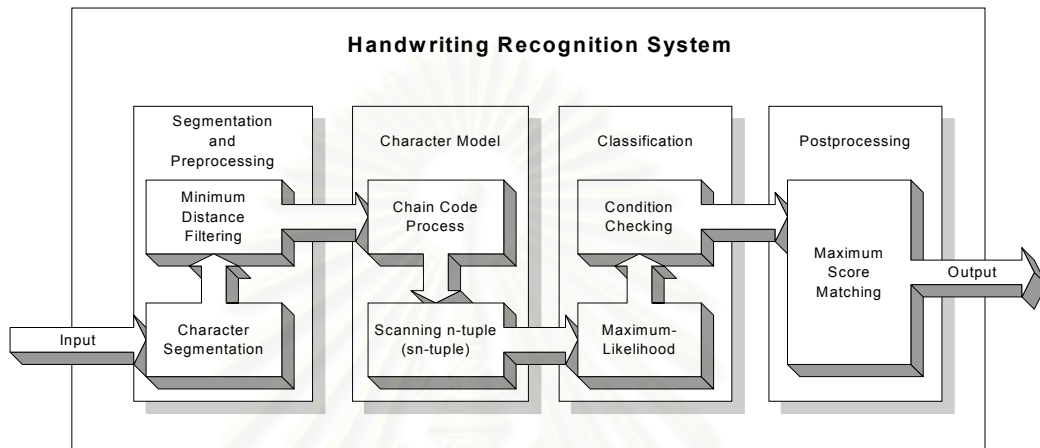 Handwriting Recognition System
Segmentation
and
Preprocessing
Minimum
Distance
Filtering
Character
Segmentation
Input
Character Model
Chain Code
Process
Scanning n-tuple
(sn-tuple)
Classification
Condition
Checking
Maximum-
Likelihood
Postprocessing
Maximum
Score
Matching
Output